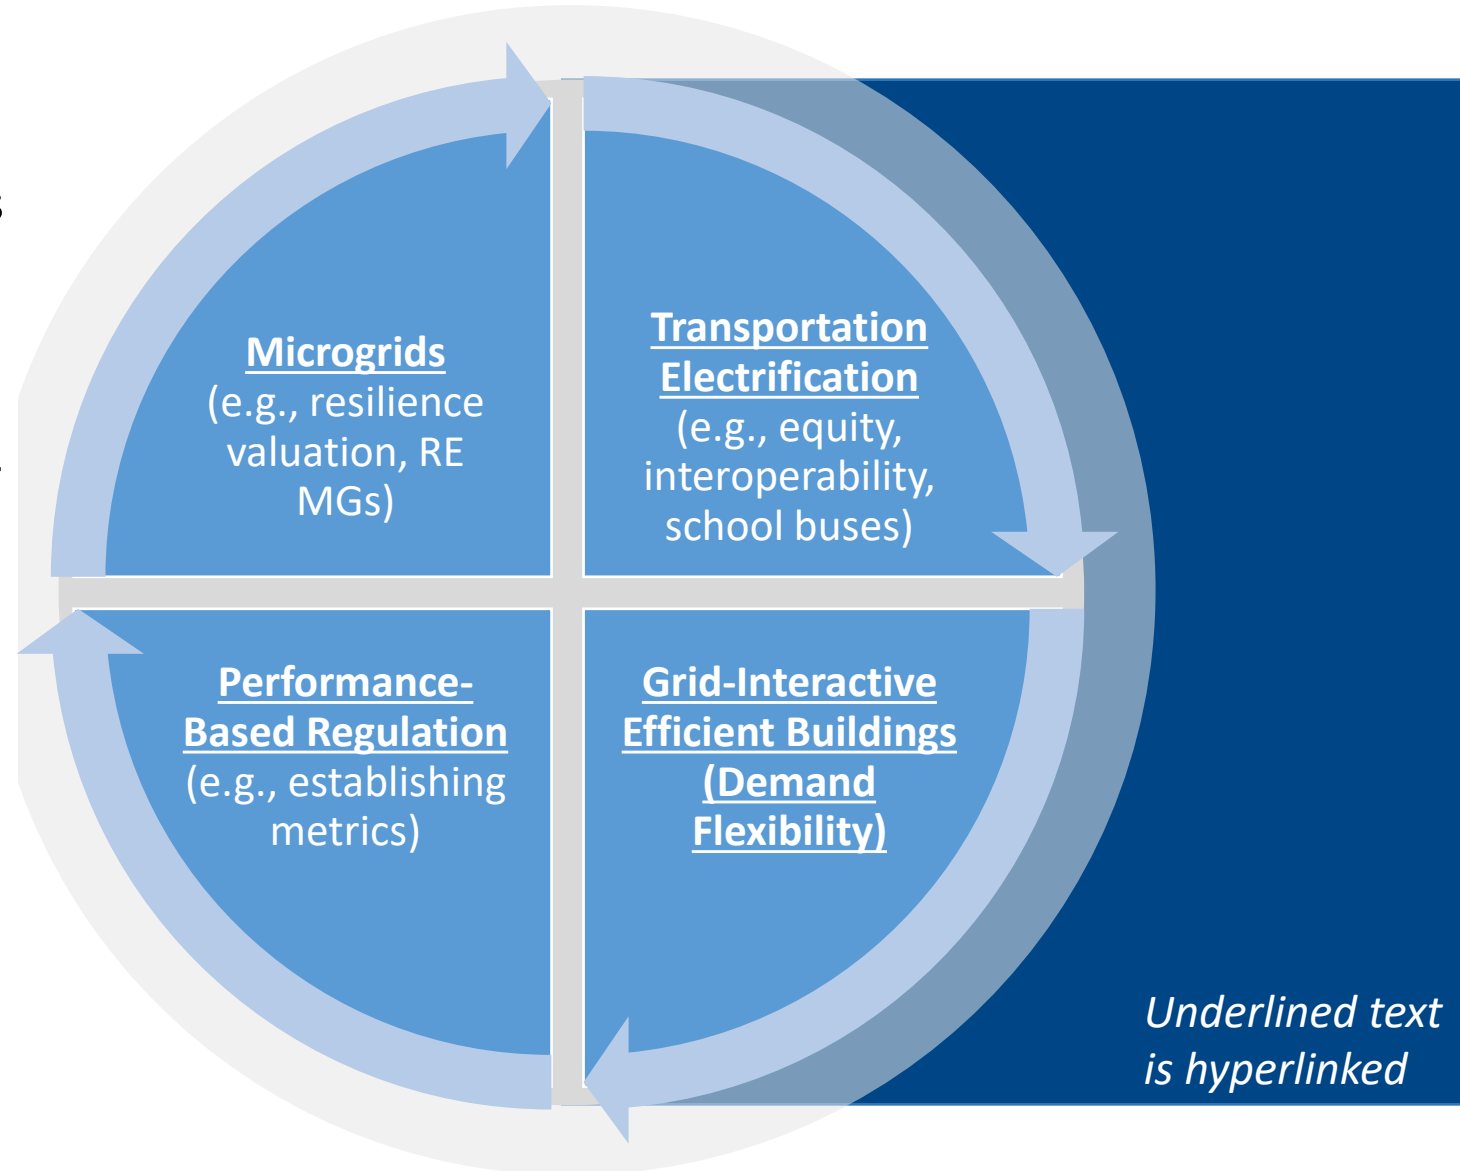 Microgrids
(e.g., resilience
valuation, RE
MGs)
Transportation
Electrification
(e.g., equity,
interoperability,
school buses)
Performance-
Based Regulation
(e.g., establishing
metrics)
Grid-Interactive
Efficient Buildings
(Demand
Flexibility)
Underlined text
is hyperlinked